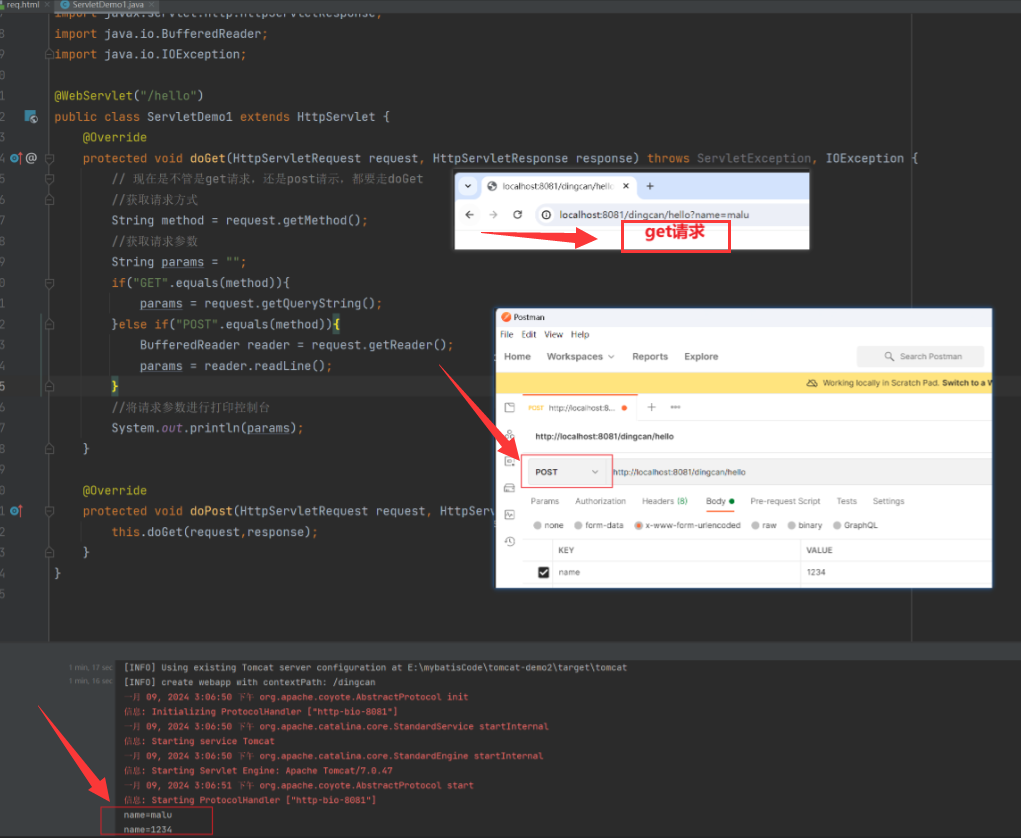 req.html
ServletDemo1.java
import javax.servlet.http.HttpServletResponse;
import java.io.BufferedReader;
import java.io.IOException;
@WebServlet("/hello")
public class ServletDemo1 extends HttpServlet {
@Override
protected void doGet(HttpServletRequest request, HttpServletResponse response) throws ServletException, IOException {
// 现在是不管是get请求，还是post请示，都要走doGet
//获取请求方式
String method = request.getMethod();
//获取请求参数
String params = "";
if("GET".equals(method)){
params = request.getQueryString();
}else if("POST".equals(method)){
BufferedReader reader = request.getReader();
params = reader.readLine();
}
//将请求参数进行打印控制台
System.out.println(params);
}
@Override
protected void doPost(HttpServletRequest request, HttpServ
this.doGet(request,response);
}
}
localhost:8081/dingcan/hell
localhost:8081/dingcan/hello?name=malu
get请求
Postman
File Edit View Help
Home Workspaces Reports Explore
Search Postman
Working locally in Scratch Pad. Switch to a W
POST http://localhost:8...
http://localhost:8081/dingcan/hello
POST
http://localhost:8081/dingcan/hello
Params Authorization Headers (8) Body Pre-request Script Tests Settings
none form-data x-www-form-urlencoded raw binary GraphQL
KEY VALUE
name 1234
1 min, 17 sec [INFO] Using existing Tomcat server configuration at E:\mybatisCode\tomcat-demo2\target\tomcat
1 min, 16 sec [INFO] create webapp with contextPath: /dingcan
一月 09, 2024 3:06:50 下午 org.apache.coyote.AbstractProtocol init
信息: Initializing ProtocolHandler ["http-bio-8081"]
一月 09, 2024 3:06:50 下午 org.apache.catalina.core.StandardService startInternal
信息: Starting service Tomcat
一月 09, 2024 3:06:50 下午 org.apache.catalina.core.StandardEngine startInternal
信息: Starting Servlet Engine: Apache Tomcat/7.0.47
一月 09, 2024 3:06:51 下午 org.apache.coyote.AbstractProtocol start
信息: Starting ProtocolHandler ["http-bio-8081"]
name=malu
name=1234